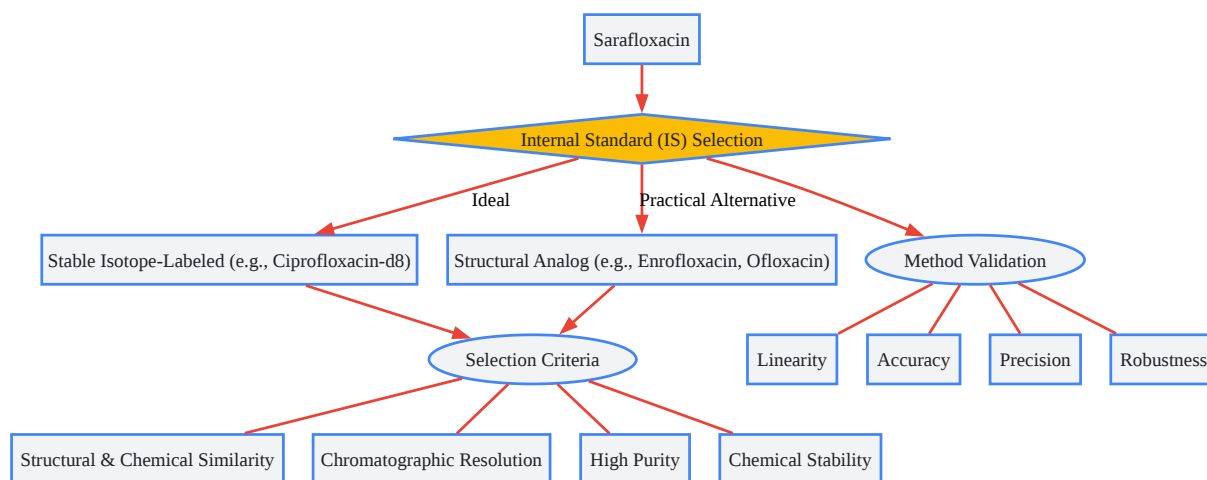 Sarafloxacin
Internal Standard (IS) Selection
Ideal
Practical Alternative
Stable Isotope-Labeled (e.g., Ciprofloxacin-d8)
Structural Analog (e.g., Enrofloxacin, Ofloxacin)
Method Validation
Selection Criteria
Linearity
Accuracy
Precision
Robustness
Structural & Chemical Similarity
Chromatographic Resolution
High Purity
Chemical Stability